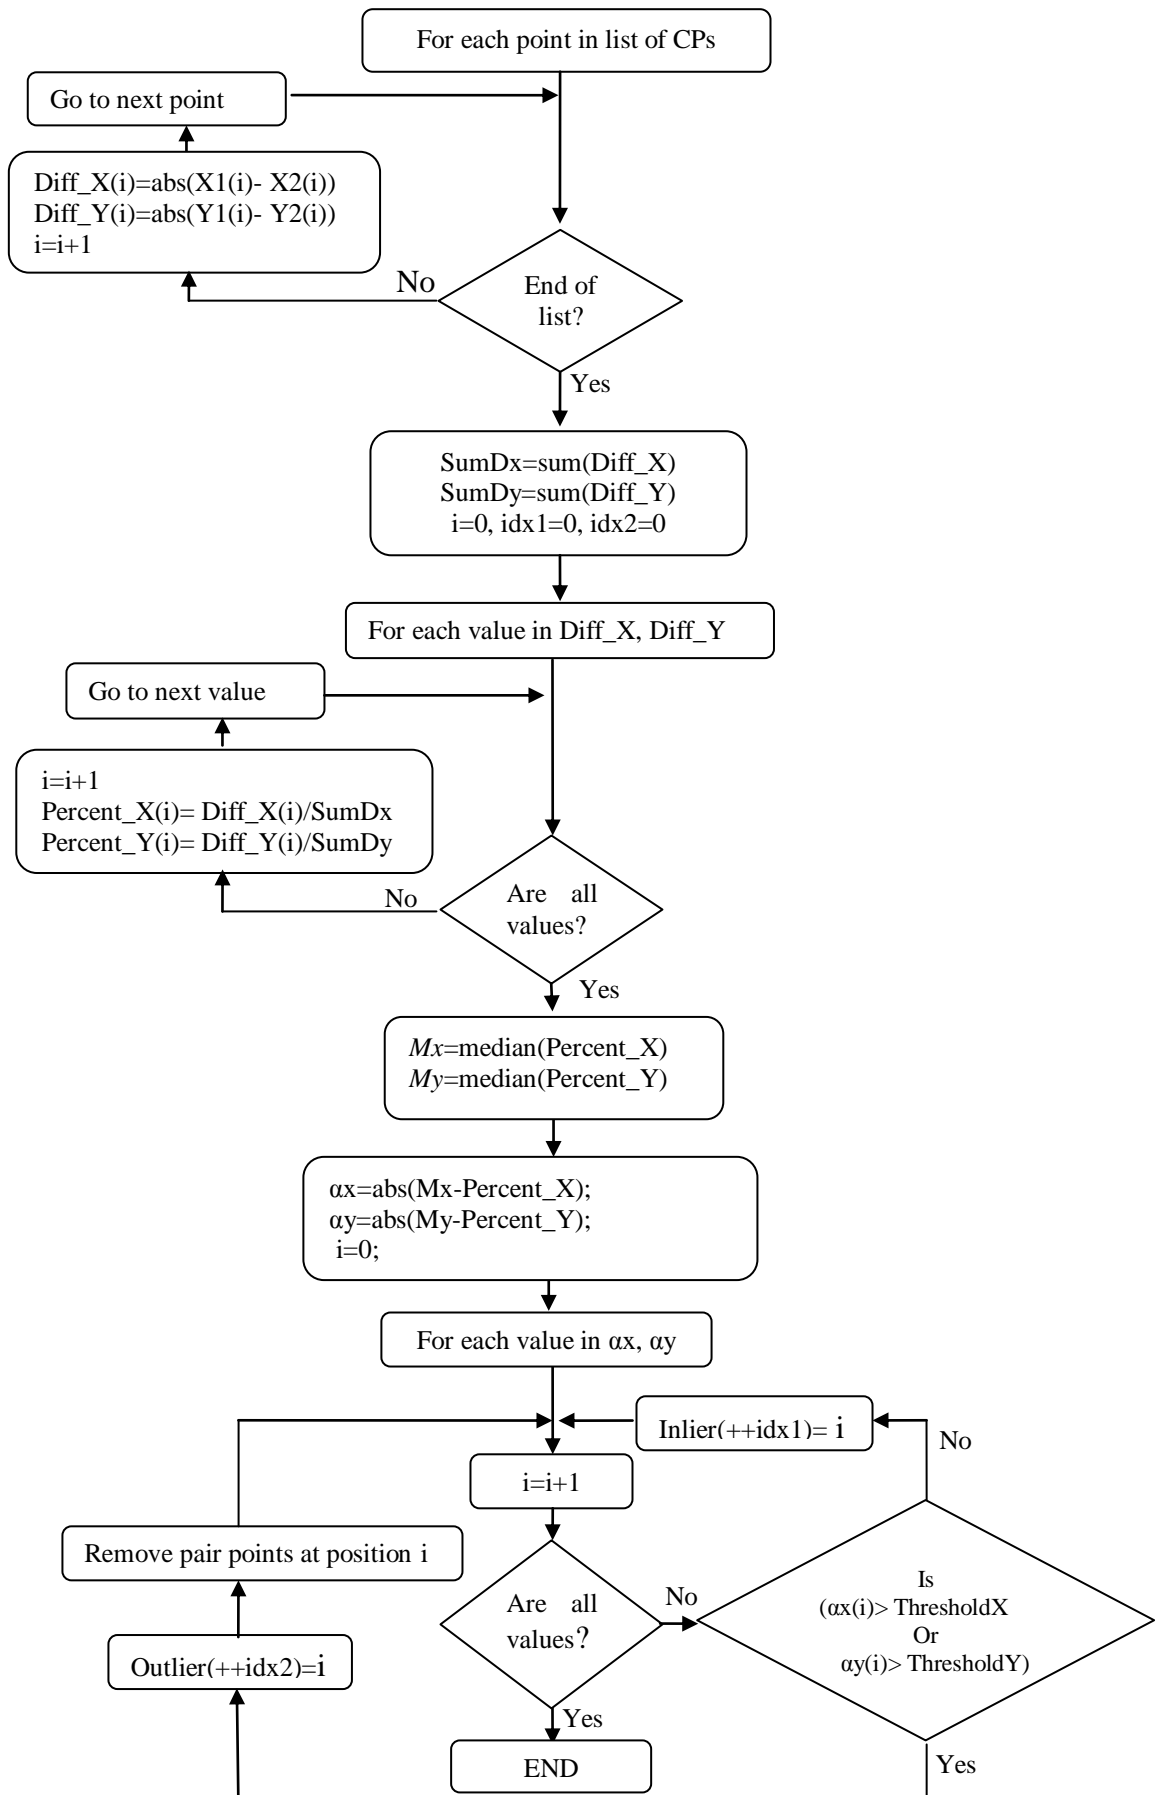 For each point in list of CPs
Go to next point
Diff_X(i)=abs(X1(i)- X2(i))
Diff_Y(i)=abs(Y1(i)- Y2(i))
i=i+1
No
End of
list?
Yes
SumDx=sum(Diff_X)
SumDy=sum(Diff_Y)
i=0, idx1=0, idx2=0
For each value in Diff_X, Diff_Y
Go to next value
i=i+1
Percent_X(i)= Diff_X(i)/SumDx
Percent_Y(i)= Diff_Y(i)/SumDy
No
Are all
values?
Yes
Mx=median(Percent_X)
My=median(Percent_Y)
αx=abs(Mx-Percent_X);
αy=abs(My-Percent_Y);
i=0;
For each value in αx, αy
Inlier(++idx1)= i
No
i=i+1
Remove pair points at position i
Are all
values?
No
Is
(αx(i)> ThresholdX
Or
αy(i)> ThresholdY)
Outlier(++idx2)=i
Yes
END
Yes